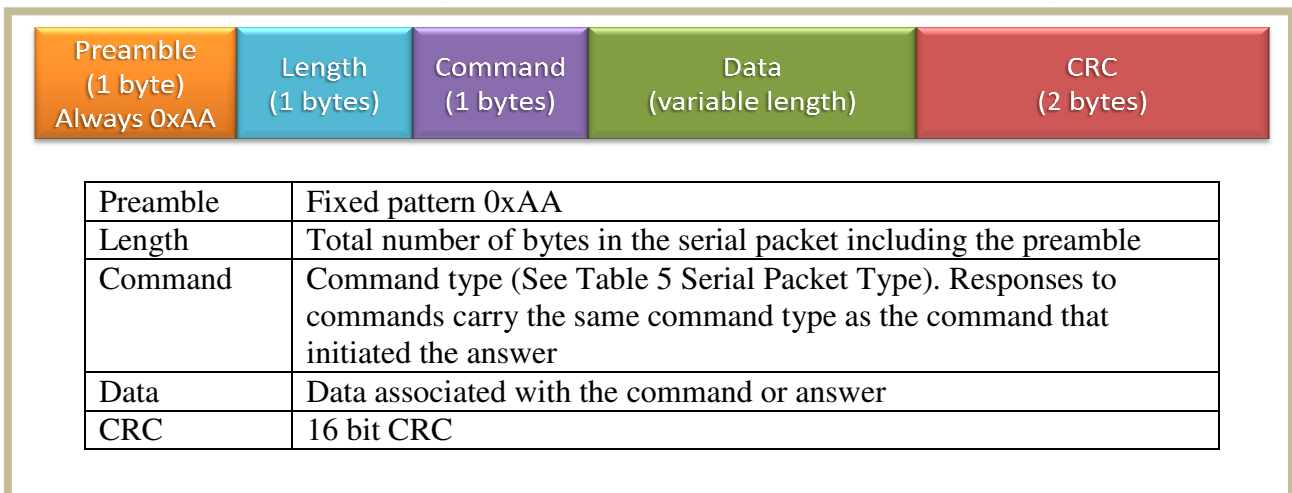 Preamble
(1 byte)
Always 0xAA
Length
(1 bytes)
Command
(1 bytes)
Data
(variable length)
CRC
(2 bytes)
Preamble Fixed pattern 0xAA
Length Total number of bytes in the serial packet including the preamble
Command Command type (See Table 5 Serial Packet Type). Responses to
commands carry the same command type as the command that
initiated the answer
Data Data associated with the command or answer
CRC 16 bit CRC